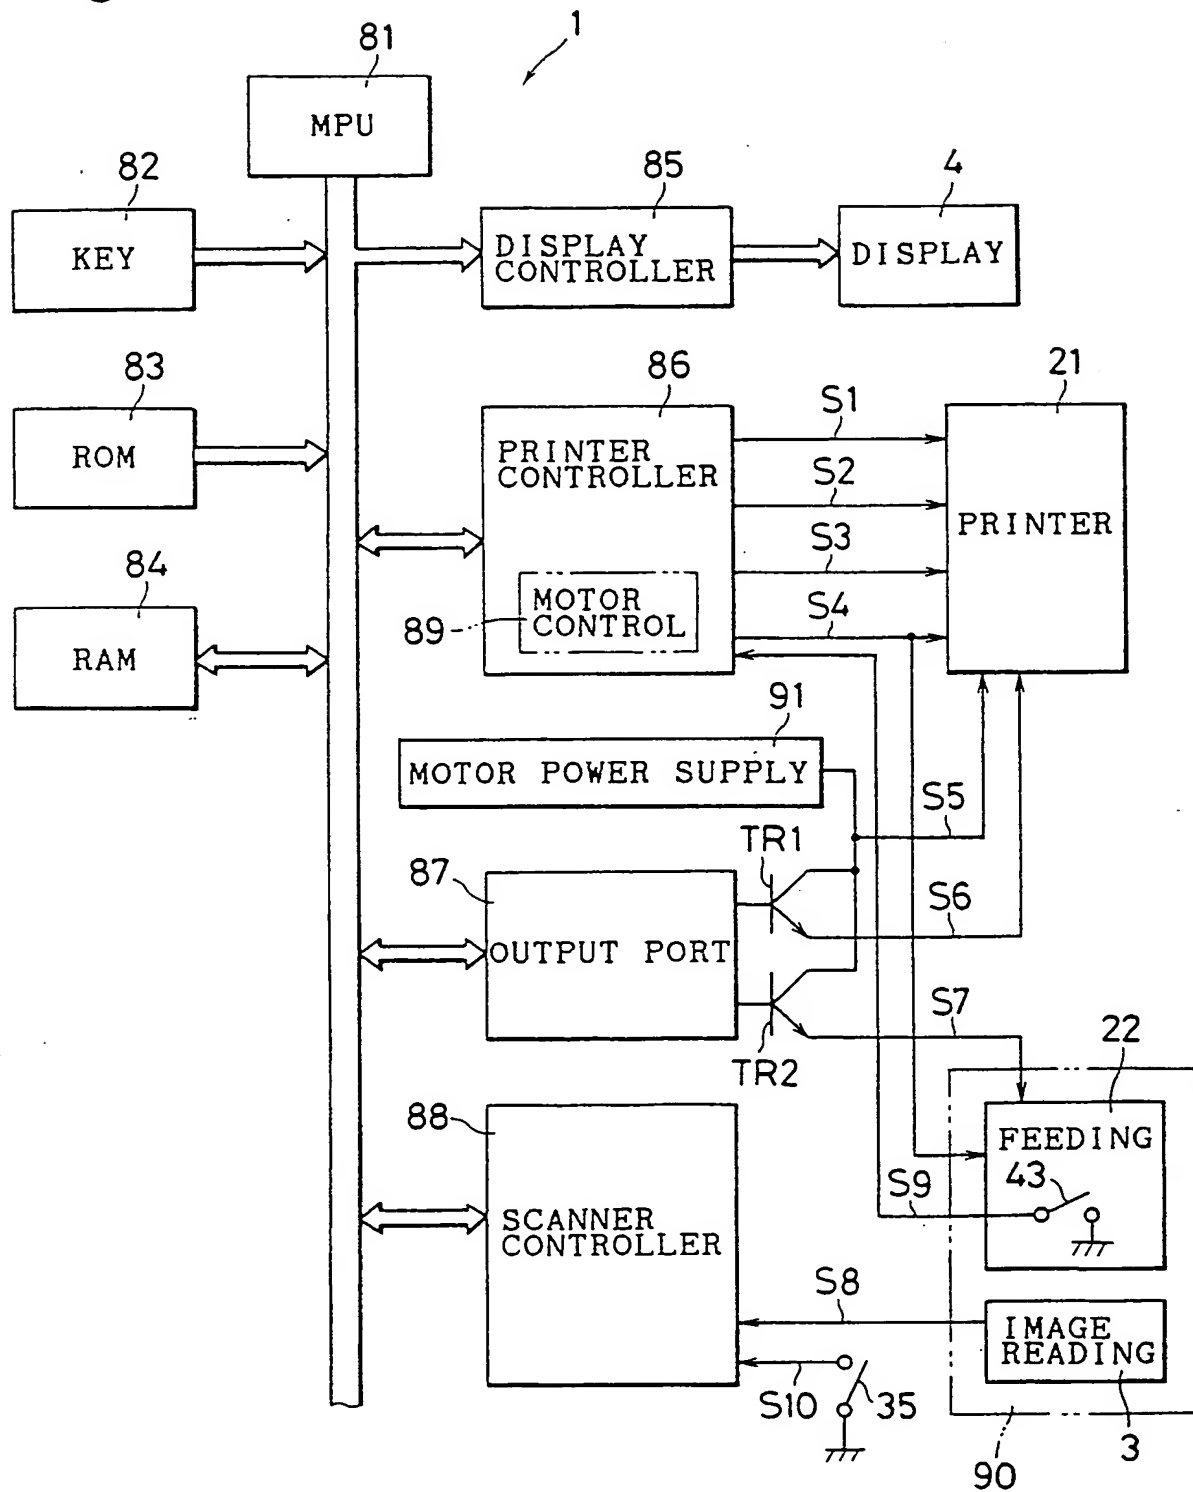 1
81
MPU
82
KEY
85
DISPLAY
CONTROLLER
4
DISPLAY
83
ROM
86
PRINTER
CONTROLLER
S1
S2
S3
S4
21
PRINTER
84
RAM
89
MOTOR
CONTROL
91
MOTOR POWER SUPPLY
S5
TR1
87
OUTPUT PORT
S6
TR2
S7
22
FEEDING
43
S9
88
SCANNER
CONTROLLER
S8
IMAGE
READING
S10
35
3
90